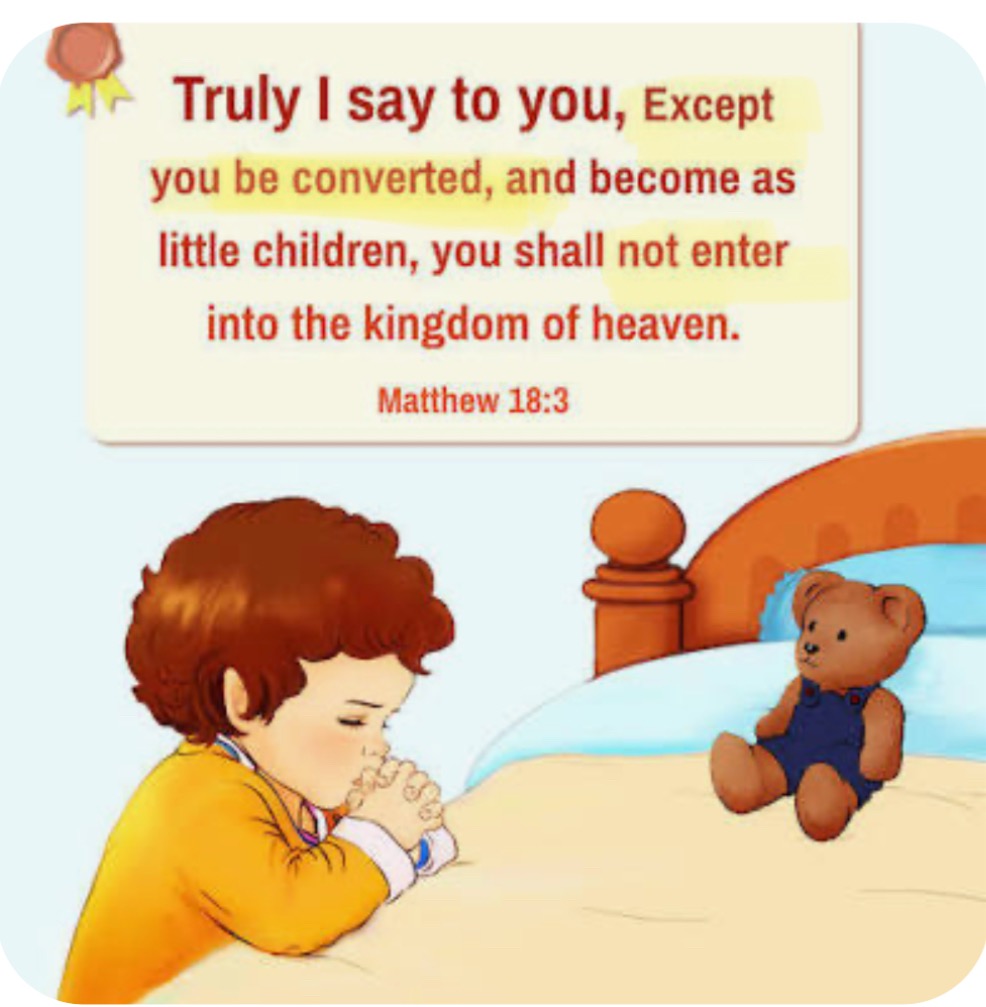 Truly I say to you, Except
you be converted, and become as
little children, you shall not enter
into the kingdom of heaven.
Matthew 18:3